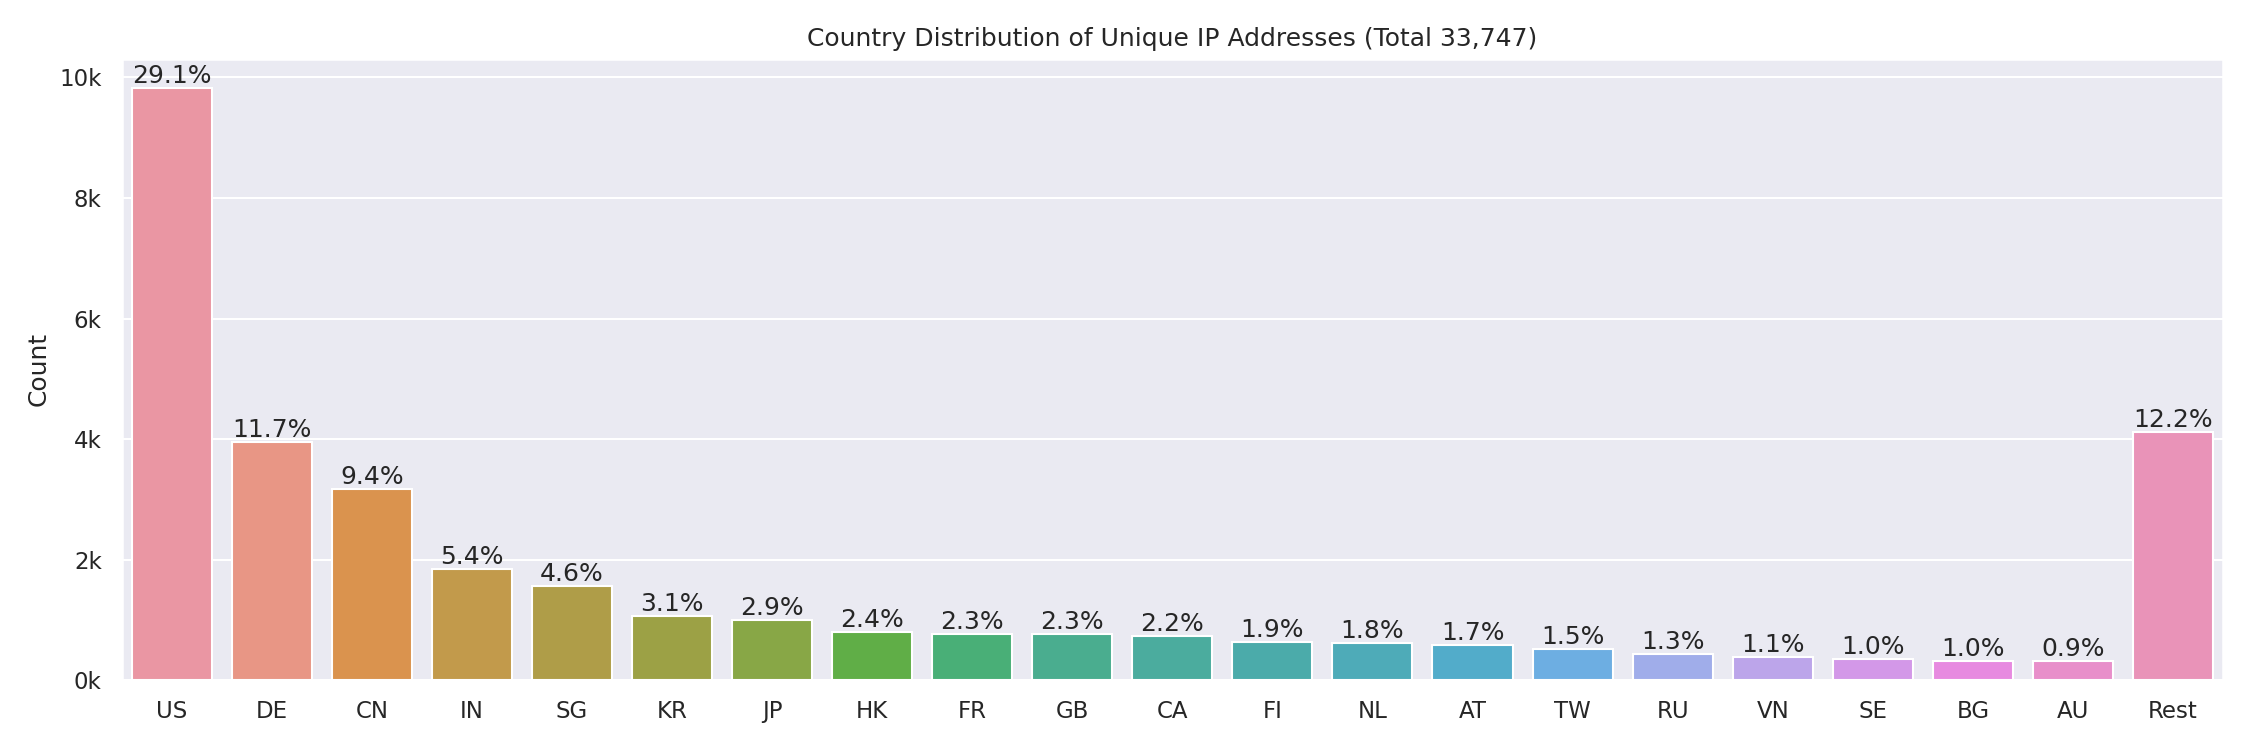 Country Distribution of Unique IP Addresses (Total 33,747)
Count
10k
8k
6k
4k
2k
0k
29.1%
11.7%
9.4%
5.4%
4.6%
3.1%
2.9%
2.4%
2.3%
2.3%
2.2%
1.9%
1.8%
1.7%
1.5%
1.3%
1.1%
1.0%
1.0%
0.9%
12.2%
US DE CN IN SG KR JP HK FR GB CA FI NL AT TW RU VN SE BG AU Rest